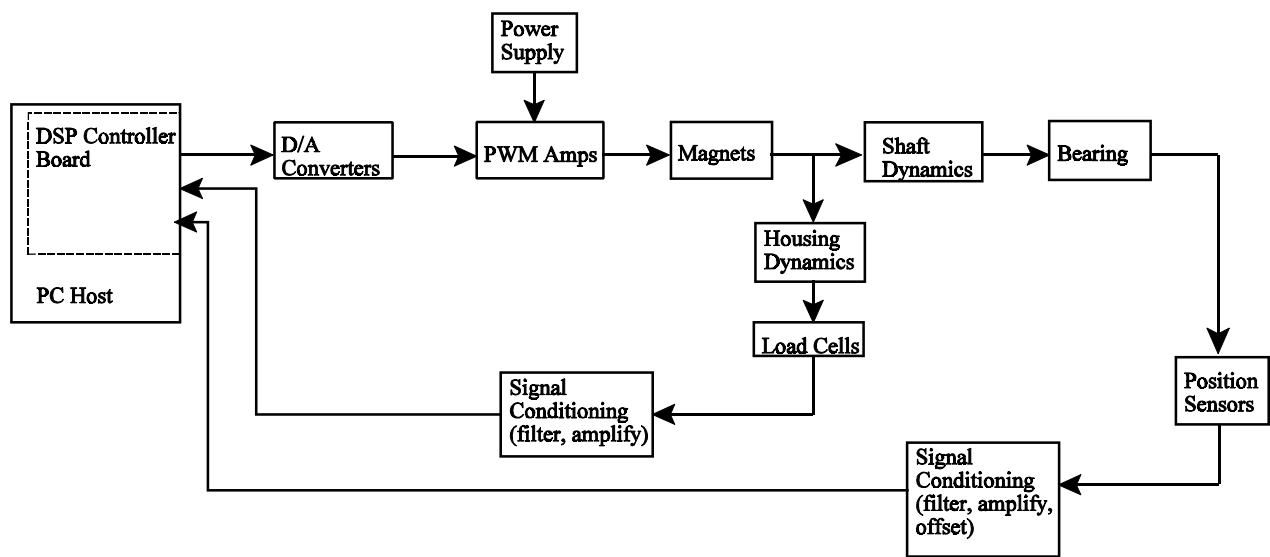 Power
Supply
DSP Controller
Board
D/A
Converters
PWM Amps
Magnets
Shaft
Dynamics
Bearing
Housing
Dynamics
PC Host
Load Cells
Signal
Conditioning
(filter, amplify)
Position
Sensors
Signal
Conditioning
(filter, amplify,
offset)